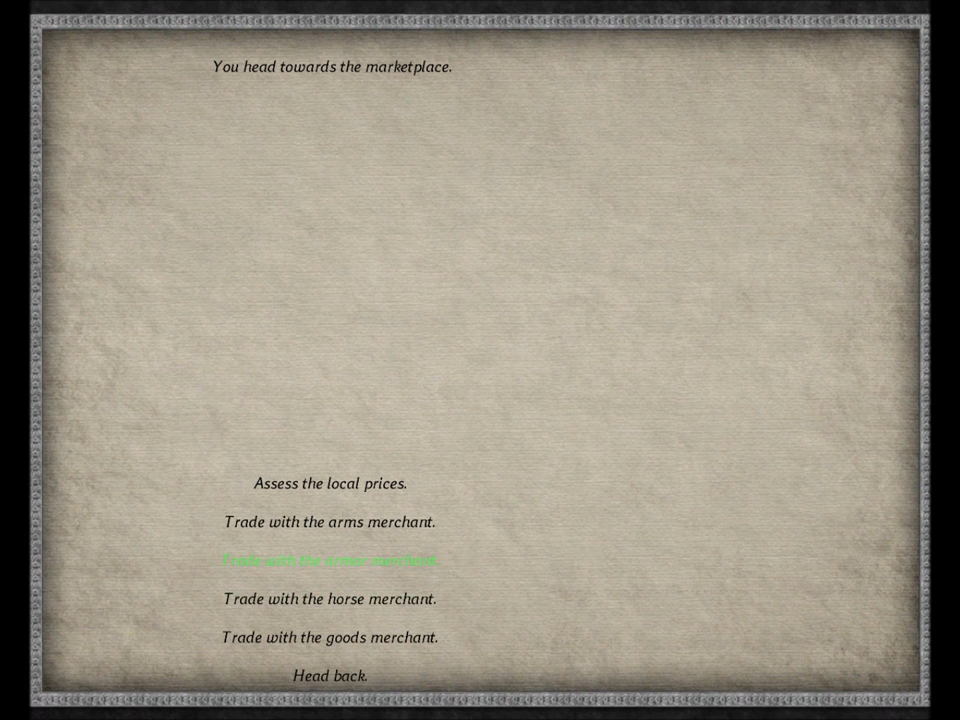 You head towards the marketplace.
Assess the local prices.
Trade with the arms merchant.
Trade with the armor merchant.
Trade with the horse merchant.
Trade with the goods merchant.
Head back.